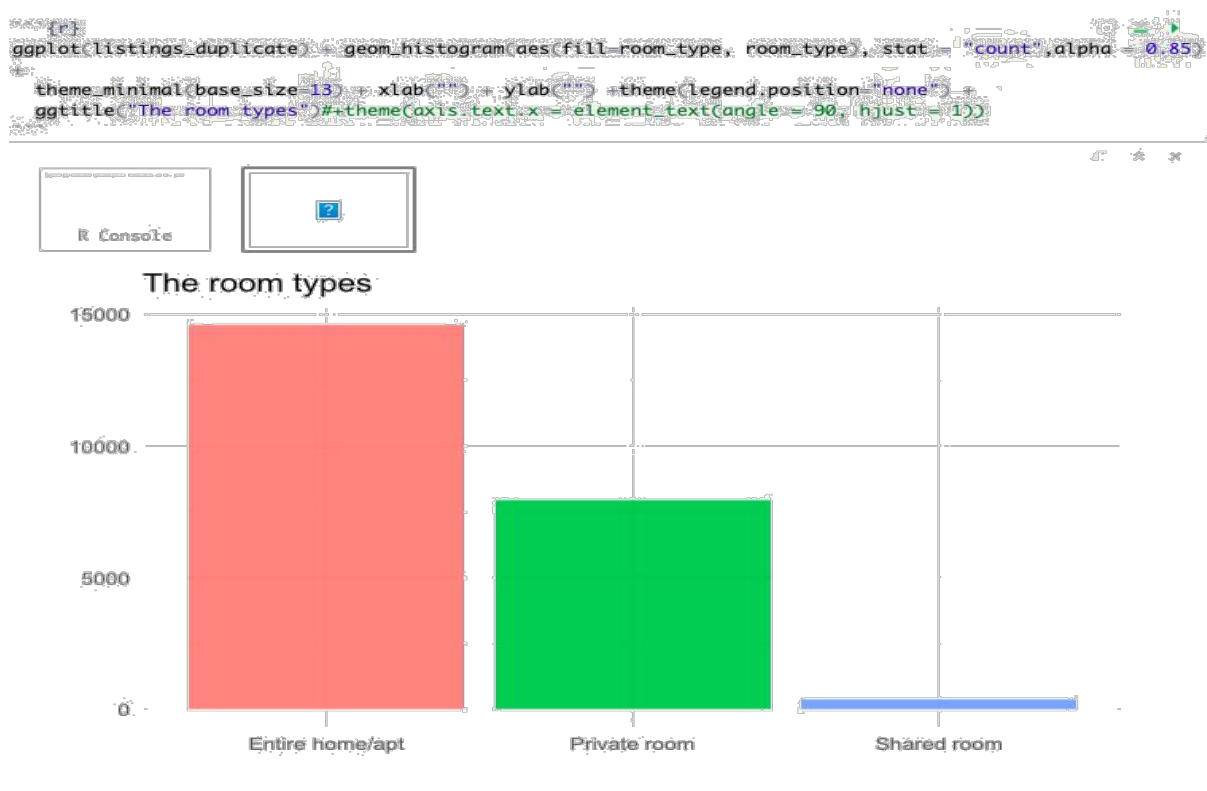 {r}
ggplot(listings_duplicate) + geom_histogram(aes(fill=room_type, room_type), stat = "count",alpha = 0.85)
+
theme_minimal(base_size=13) + xlab("") + ylab("") +theme(legend.position="none") +
ggtitle("The room types")#+theme(axis.text.x = element_text(angle = 90, hjust = 1))
R Console
?
The room types
15000
10000
5000
0
Entire home/apt Private room Shared room